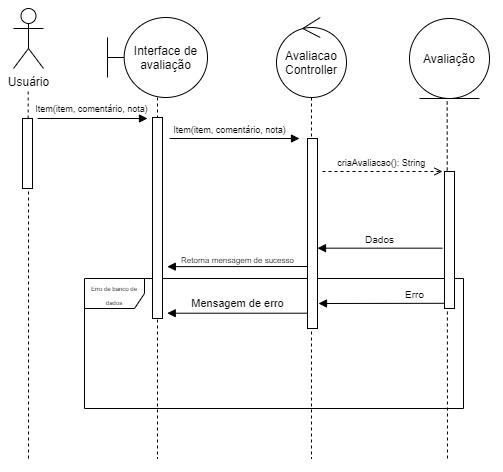 Usuário
Interface de
avaliação
Avaliacao
Controller
Avaliação
Item(item, comentário, nota)
Item(item, comentário, nota)
criaAvaliacao(): String
Dados
Retorna mensagem de sucesso
Erro de banco de
dados
Erro
Mensagem de erro